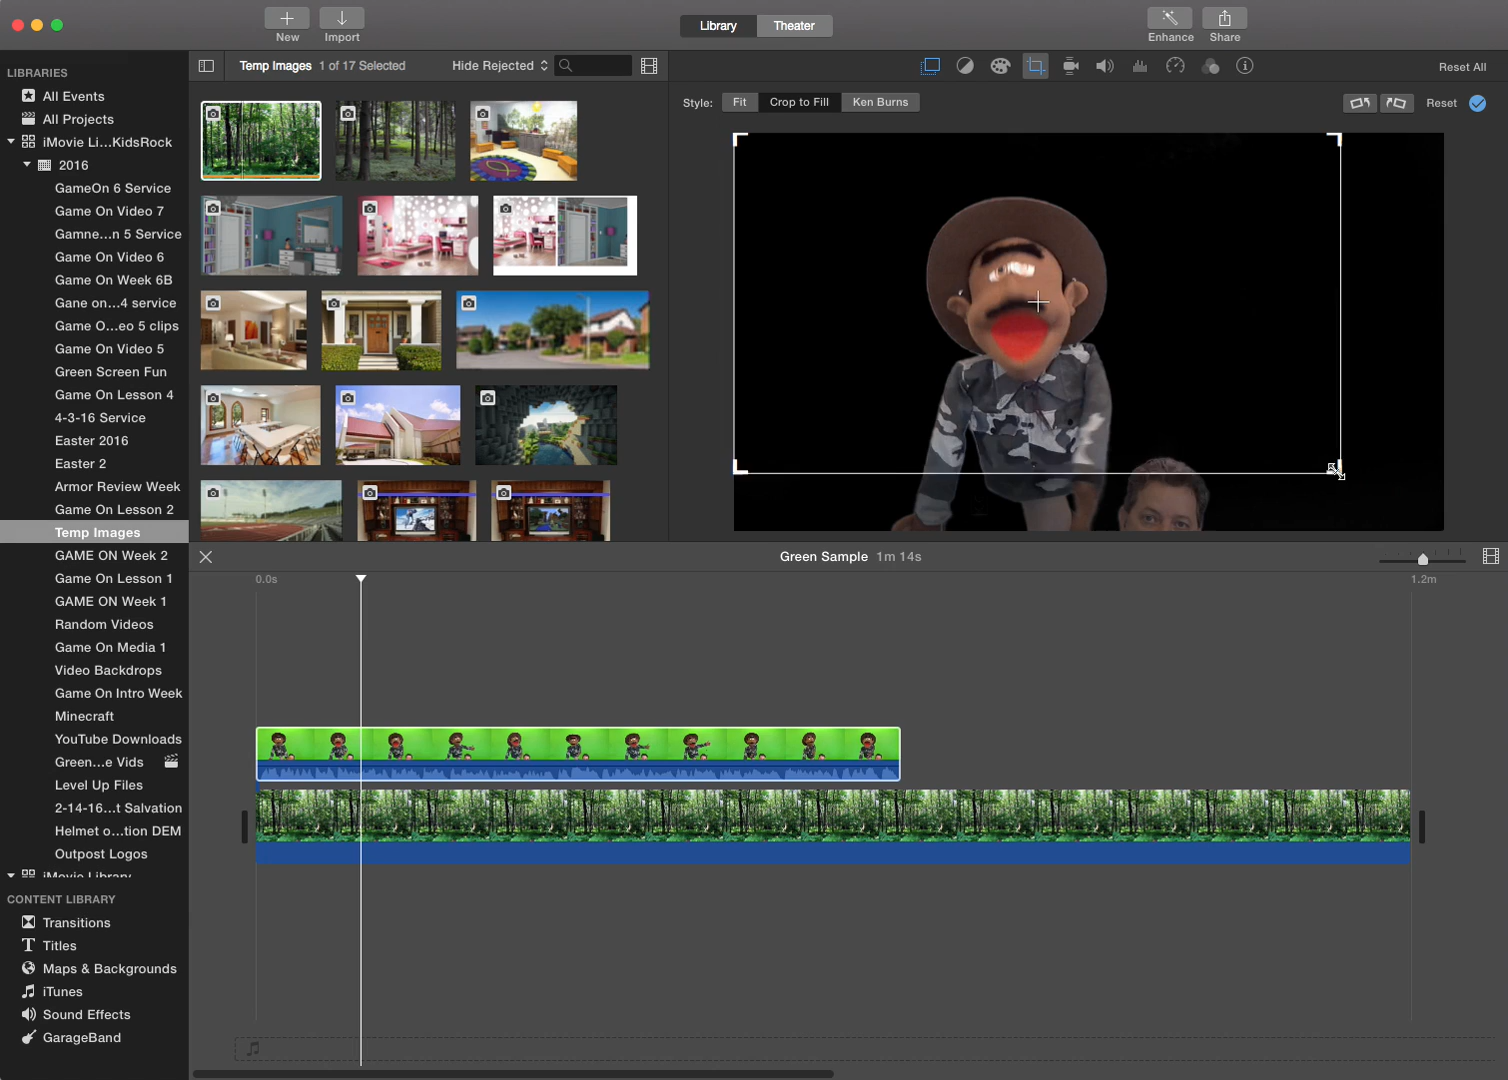 New
Import
Library
Theater
Enhance
Share
LIBRARIES
All Events
All Projects
iMovie Li...KidsRock
2016
GameOn 6 Service
Game On Video 7
Gamne...n 5 Service
Game On Video 6
Game On Week 6B
Gane on...4 service
Game O...eo 5 clips
Game On Video 5
Green Screen Fun
Game On Lesson 4
4-3-16 Service
Easter 2016
Easter 2
Armor Review Week
Game On Lesson 2
Temp Images
GAME ON Week 2
Game On Lesson 1
GAME ON Week 1
Random Videos
Game On Media 1
Video Backdrops
Game On Intro Week
Minecraft
YouTube Downloads
Green...e Vids
Level Up Files
2-14-16...t Salvation
Helmet o...tion DEM
Outpost Logos
iMovie Library
CONTENT LIBRARY
Transitions
Titles
Maps & Backgrounds
iTunes
Sound Effects
GarageBand
Temp Images 1 of 17 Selected
Hide Rejected
Reset All
Style:
Fit
Crop to Fill
Ken Burns
Reset
Green Sample 1m 14s
0.0s
1.2m